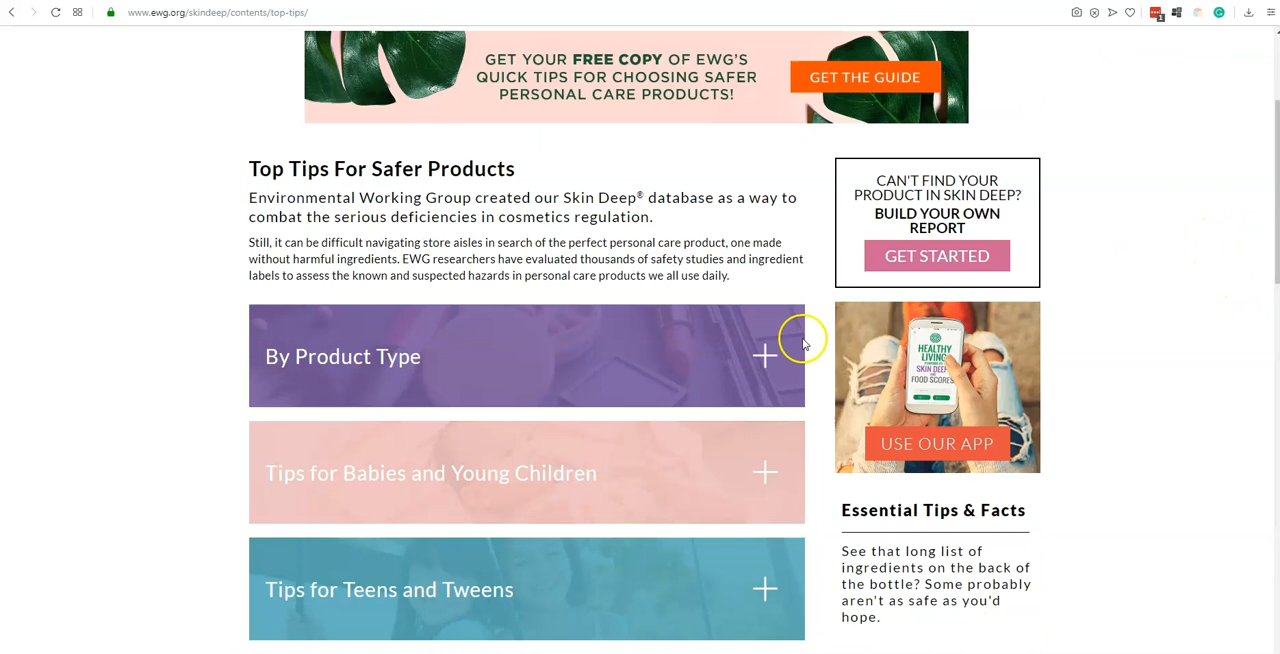 www.ewg.org/skindeep/contents/top-tips/
GET YOUR FREE COPY OF EWG'S
QUICK TIPS FOR CHOOSING SAFER
PERSONAL CARE PRODUCTS!
GET THE GUIDE
Top Tips For Safer Products
Environmental Working Group created our Skin Deep® database as a way to
combat the serious deficiencies in cosmetics regulation.
Still, it can be difficult navigating store aisles in search of the perfect personal care product, one made
without harmful ingredients. EWG researchers have evaluated thousands of safety studies and ingredient
labels to assess the known and suspected hazards in personal care products we all use daily.
By Product Type
Tips for Babies and Young Children
Tips for Teens and Tweens
CAN'T FIND YOUR
PRODUCT IN SKIN DEEP?
BUILD YOUR OWN
REPORT
GET STARTED
HEALTHY
LIVING
SKIN DEEP
FOOD SCORES
USE OUR APP
Essential Tips & Facts
See that long list of
ingredients on the back of
the bottle? Some probably
aren't as safe as you'd
hope.